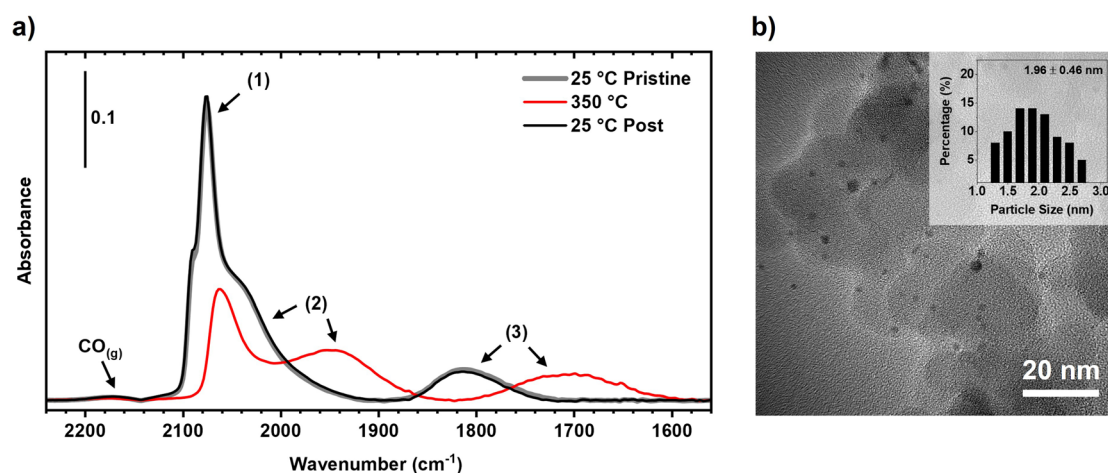 a)
(1)
25 °C Pristine
350 °C
25 °C Post
0.1
(2)
(3)
CO(g)
Absorbance
2200 2100 2000 1900 1800 1700 1600
Wavenumber (cm-1)
b)
1.96 ± 0.46 nm
20
15
10
5
Percentage (%)
1.0 1.5 2.0 2.5 3.0
Particle Size (nm)
20 nm